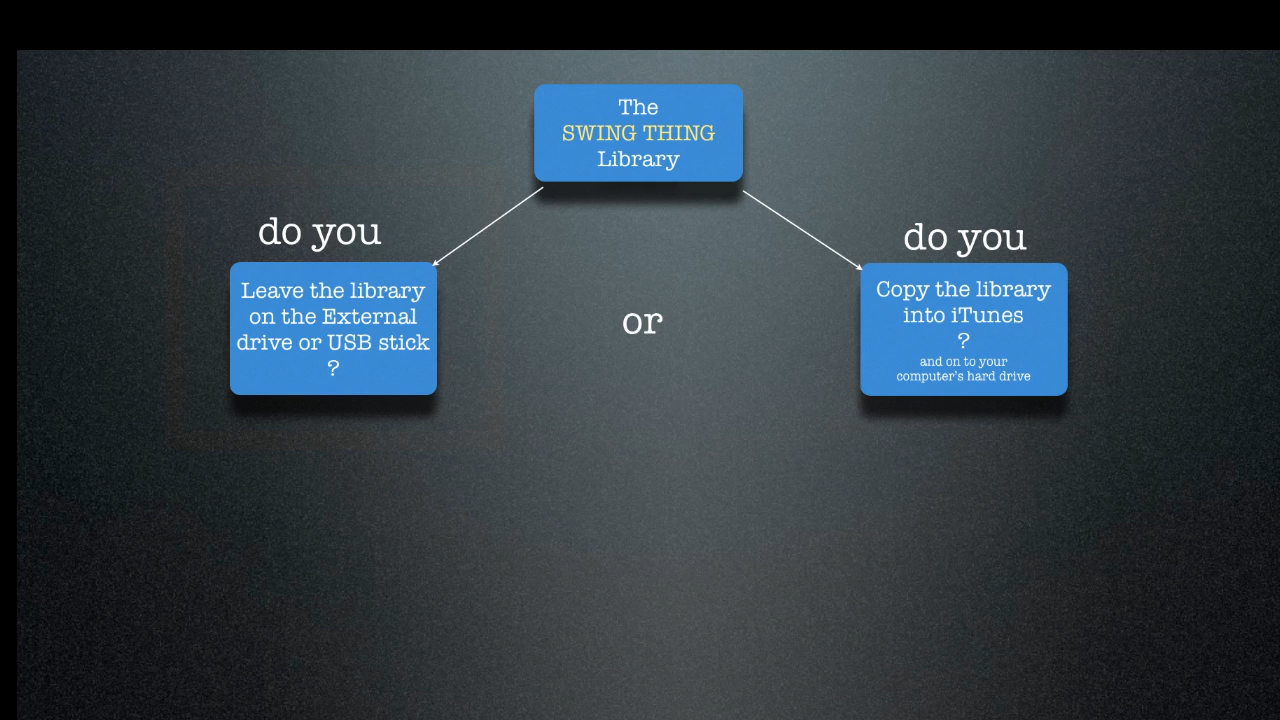 The
SWING THING
Library
do you
Leave the library
on the External
drive or USB stick
?
or
do you
Copy the library
into iTunes
?
and on to your
computer's hard drive